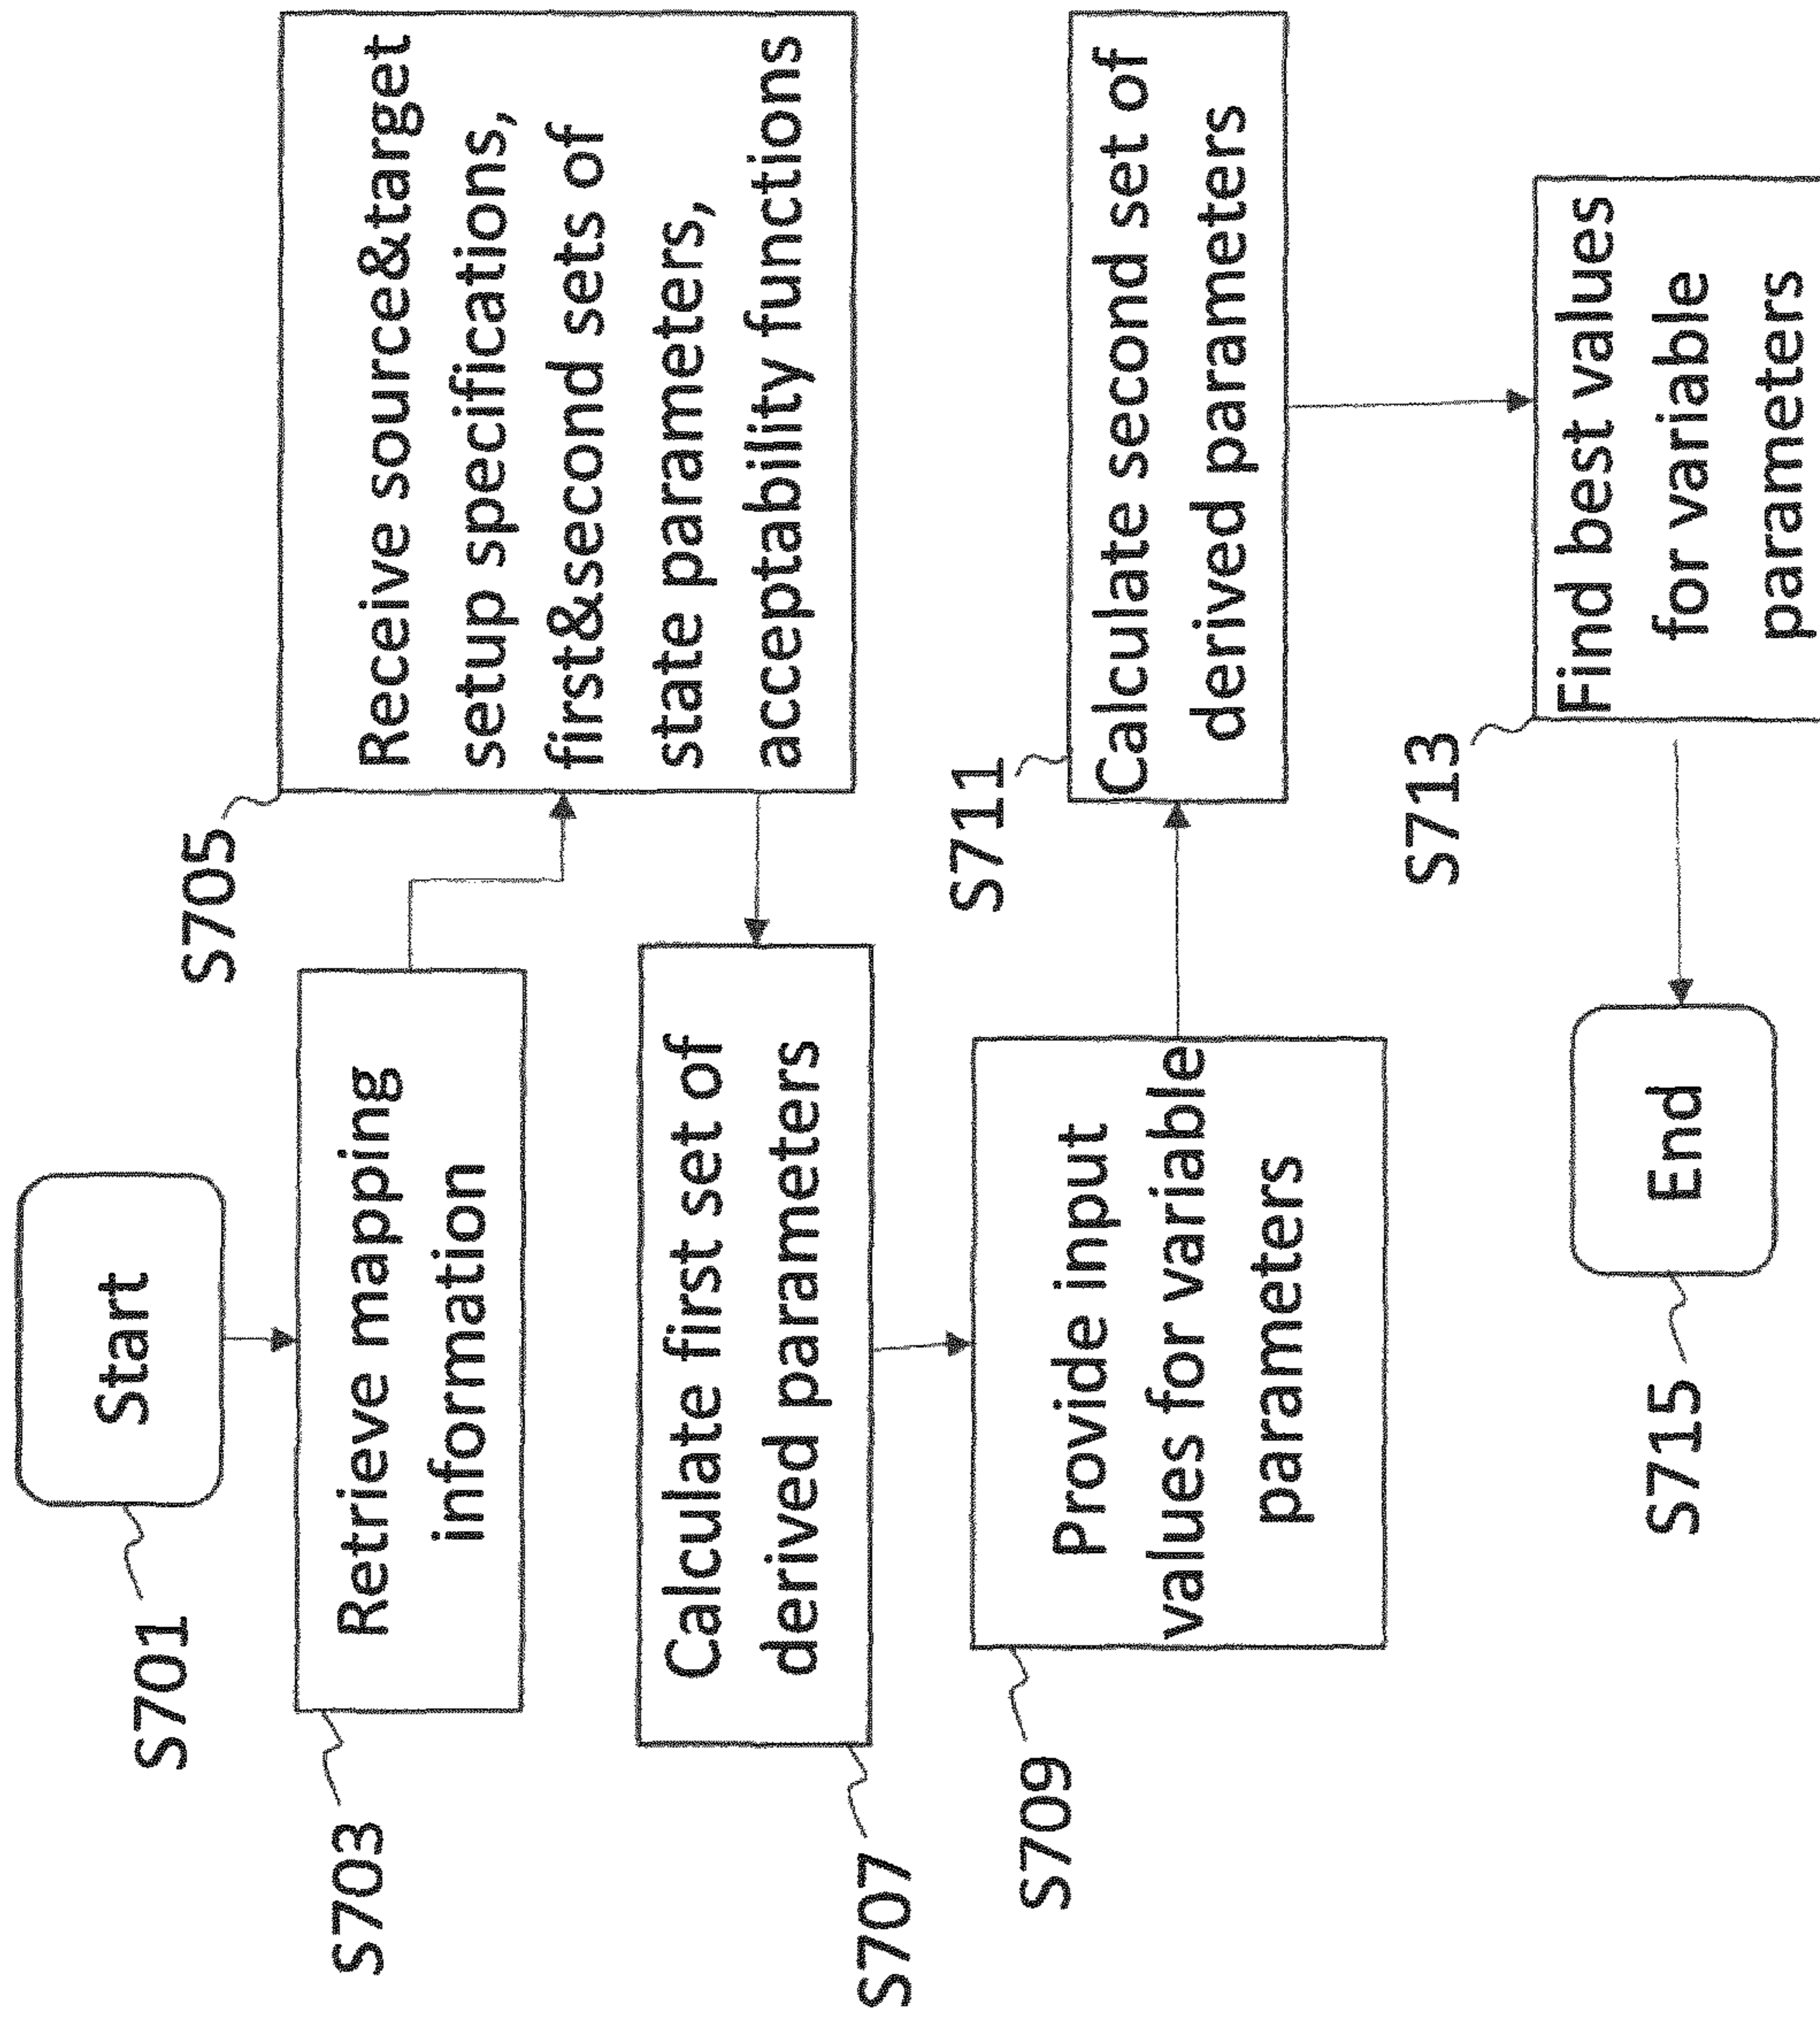 S701
Start
S703
Retrieve mapping
information
S705
Receive source&target
setup specifications,
first&second sets of
state parameters,
acceptability functions
S707
Calculate first set of
derived parameters
S709
Provide input
values for variable
parameters
S711
Calculate second set of
derived parameters
S713
Find best values
for variable
parameters
S715
End